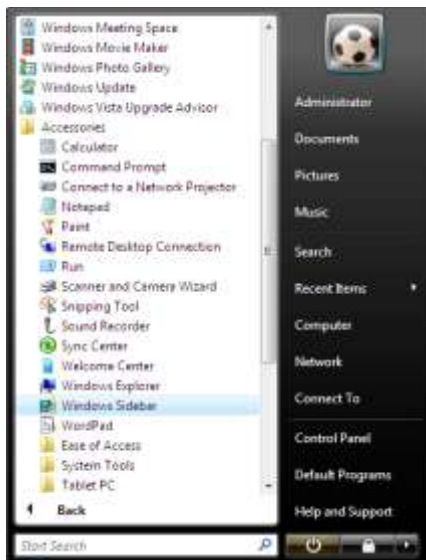 Windows Meeting Space
Windows Movie Maker
Windows Photo Gallery
Windows Update
Windows Vista Upgrade Advisor
Accessories
Calculator
Command Prompt
Connect to a Network Projector
Notepad
Paint
Remote Desktop Connection
Run
Scanner and Camera Wizard
Snipping Tool
Sound Recorder
Sync Center
Welcome Center
Windows Explorer
Windows Sidebar
WordPad
Ease of Access
System Tools
Tablet PC
Back
Start Search
Administrator
Documents
Pictures
Music
Search
Recent Items
Computer
Network
Connect To
Control Panel
Default Programs
Help and Support